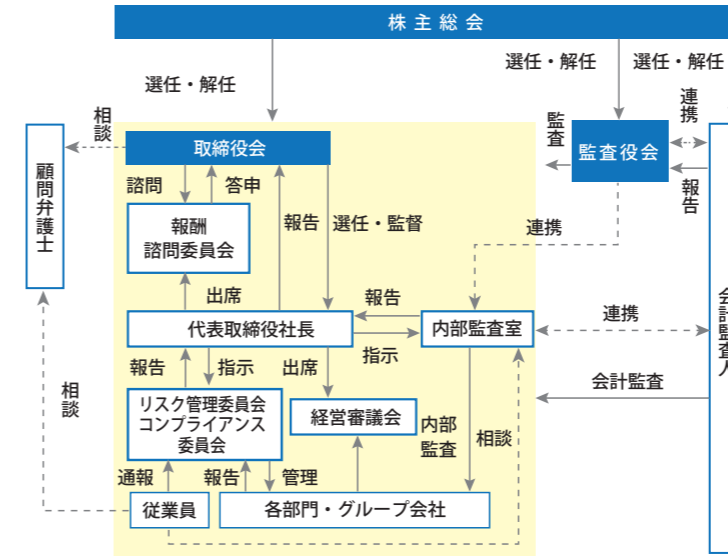 株主総会
選任・解任
選任・解任
選任・解任
相談
取締役会
監査
監査役会
連携
報告
顧問弁護士
諮問
答申
報酬
諮問委員会
報告
選任・監督
連携
出席
代表取締役社長
報告
指示
内部監査室
連携
会計監査人
報告
指示
出席
会計監査
相談
リスク管理委員会
コンプライアンス
委員会
経営審議会
内部
監査
相談
通報
報告
管理
従業員
各部門・グループ会社